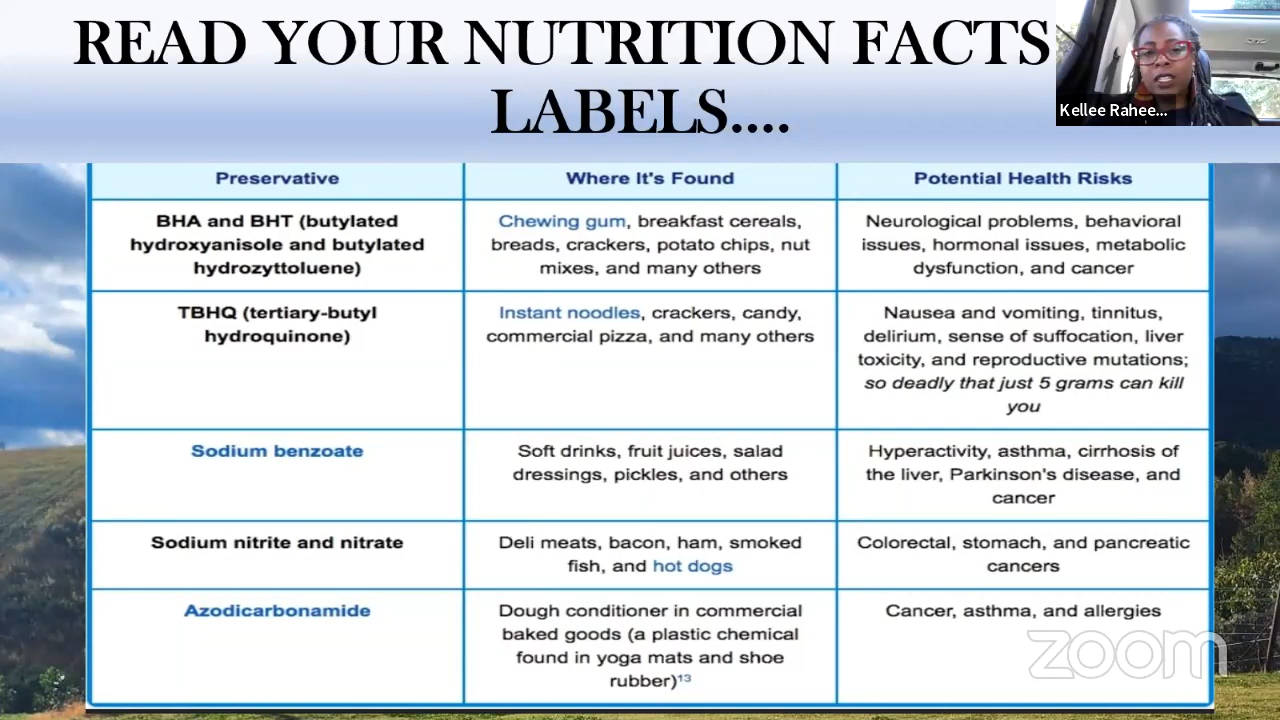 READ YOUR NUTRITION FACTS
LABELS....
Kellee Rahee...
Preservative
Where It's Found
Potential Health Risks
BHA and BHT (butylated
hydroxyanisole and butylated
hydrozyttoluene)
Chewing gum, breakfast cereals,
breads, crackers, potato chips, nut
mixes, and many others
Neurological problems, behavioral
issues, hormonal issues, metabolic
dysfunction, and cancer
TBHQ (tertiary-butyl
hydroquinone)
Instant noodles, crackers, candy,
commercial pizza, and many others
Nausea and vomiting, tinnitus,
delirium, sense of suffocation, liver
toxicity, and reproductive mutations;
so deadly that just 5 grams can kill
you
Sodium benzoate
Soft drinks, fruit juices, salad
dressings, pickles, and others
Hyperactivity, asthma, cirrhosis of
the liver, Parkinson's disease, and
cancer
Sodium nitrite and nitrate
Deli meats, bacon, ham, smoked
fish, and hot dogs
Colorectal, stomach, and pancreatic
cancers
Azodicarbonamide
Dough conditioner in commercial
baked goods (a plastic chemical
found in yoga mats and shoe
rubber)¹³
Cancer, asthma, and allergies
zoom